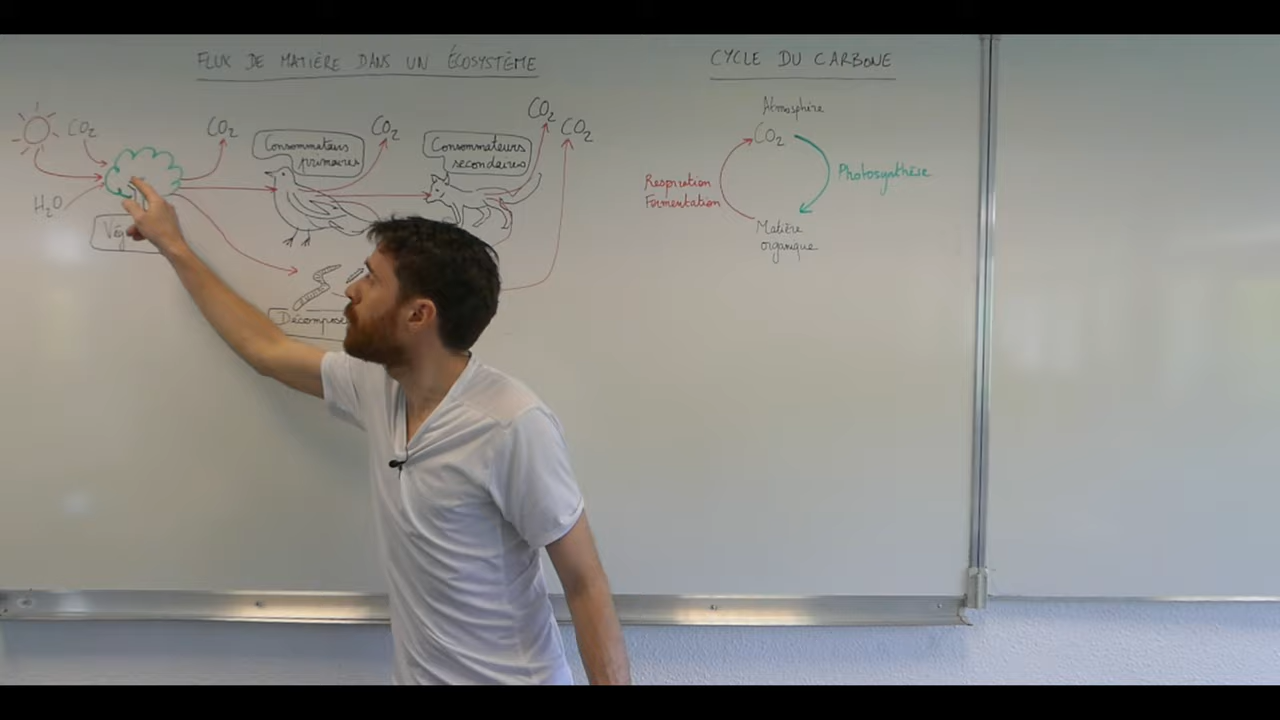 FLUX DE MATIÈRE DANS UN ÉCOSYSTÈME
CO2
H2O
CO2
Consommateurs
primaires
CO2
Consommateurs
secondaires
CO2
CO2
CYCLE DU CARBONE
Atmosphère
CO2
Photosynthèse
Respiration
Fermentation
Matière
organique